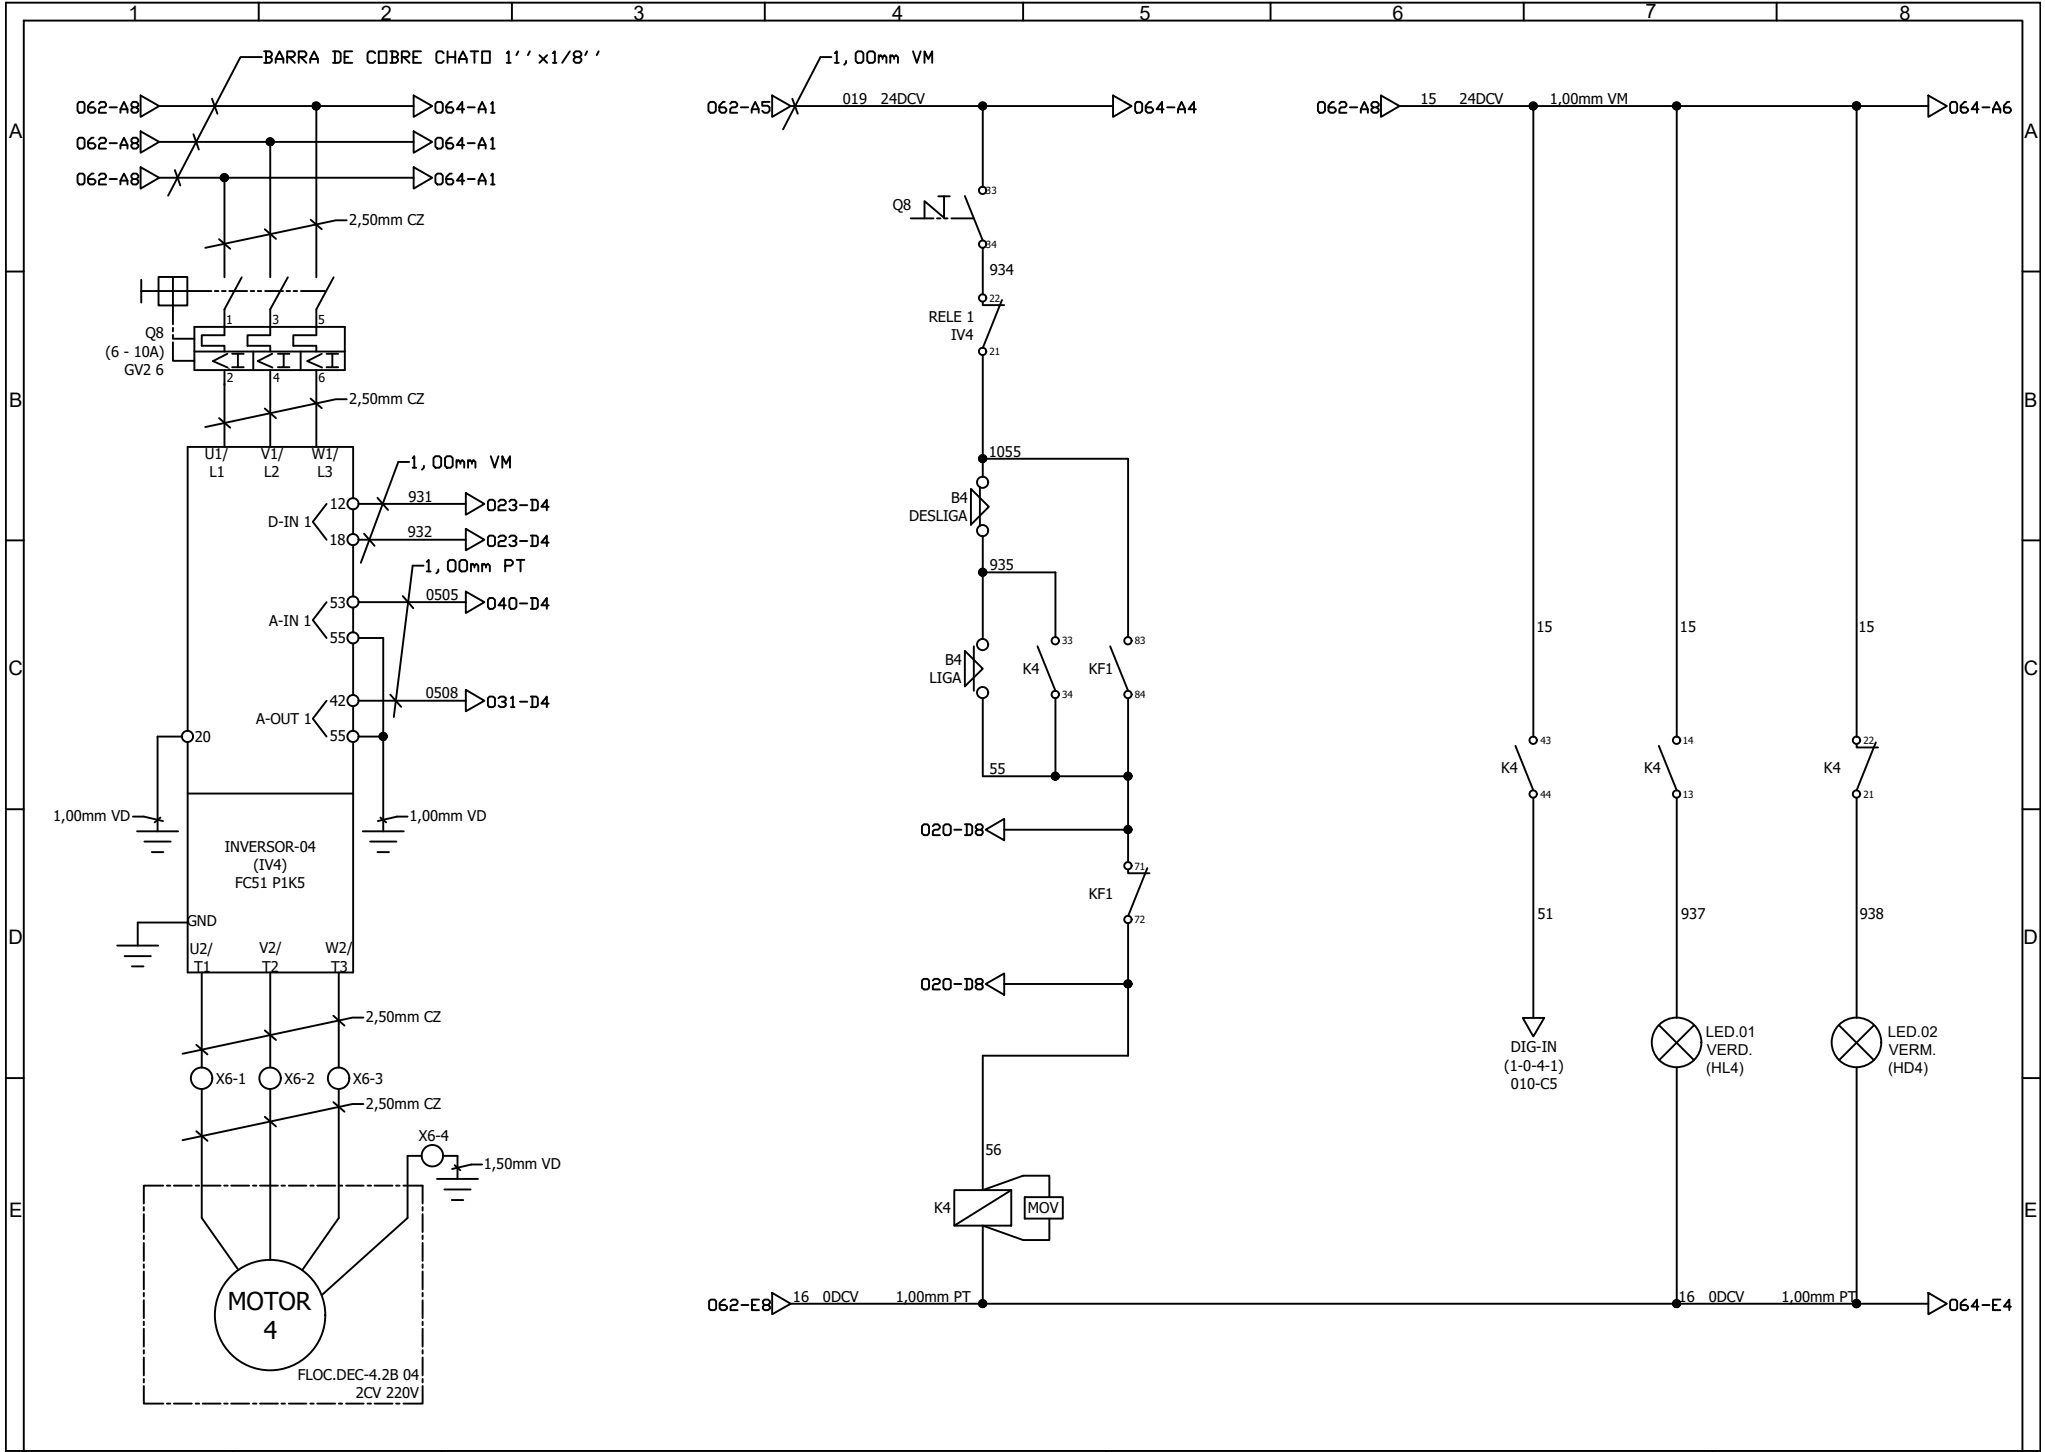 1 2 3 4 5 6 7 8
BARRA DE COBRE CHATO 1''x1/8''
1,00mm VM
062-A8
064-A1
062-A5
019 24DCV
064-A4
062-A8
15 24DCV
1,00mm VM
064-A6
A
A
062-A8
064-A1
062-A8
064-A1
33
Q8
2,50mm CZ
34
934
22
1 3 5
Q8
(6 - 10A)
GV2 6
RELE 1
IV4
21
2 4 6
2,50mm CZ
B
B
U1/
L1
V1/
L2
W1/
L3
1,00mm VM
1055
12
931
023-D4
D-IN 1
B4
DESLIGA
18
932
023-D4
1,00mm PT
935
53
0505
040-D4
A-IN 1
55
15
15
15
33
83
B4
LIGA
K4
KF1
C
C
42
0508
031-D4
34
84
A-OUT 1
20
55
43
14
22
55
K4
K4
K4
44
13
21
1,00mm VD
1,00mm VD
020-D8
INVERSOR-04
(IV4)
FC51 P1K5
71
KF1
72
GND
51
937
938
D
D
U2/
T1
V2/
T2
W2/
T3
020-D8
2,50mm CZ
LED.01
VERD.
(HL4)
LED.02
VERM.
(HD4)
DIG-IN
(1-0-4-1)
010-C5
X6-1
X6-2
X6-3
2,50mm CZ
X6-4
1,50mm VD
56
E
E
K4
MOV
MOTOR
4
062-E8
16 0DCV
1,00mm PT
16 0DCV
1,00mm PT
064-E4
FLOC.DEC-4.2B 04
2CV 220V